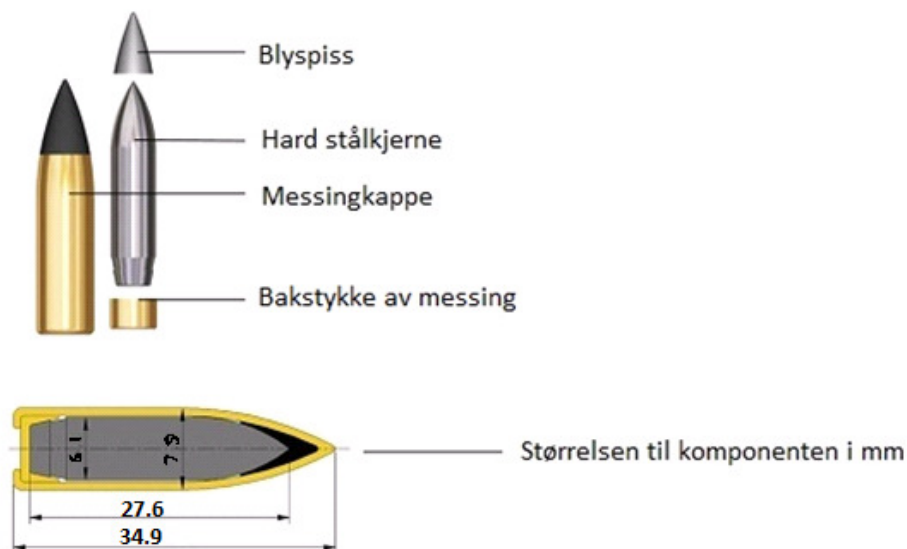 Blyspiss
Hard stålkjerne
Messingkappe
Bakstykke av messing
6.1
7.9
Størrelsen til komponenten i mm
27.6
34.9